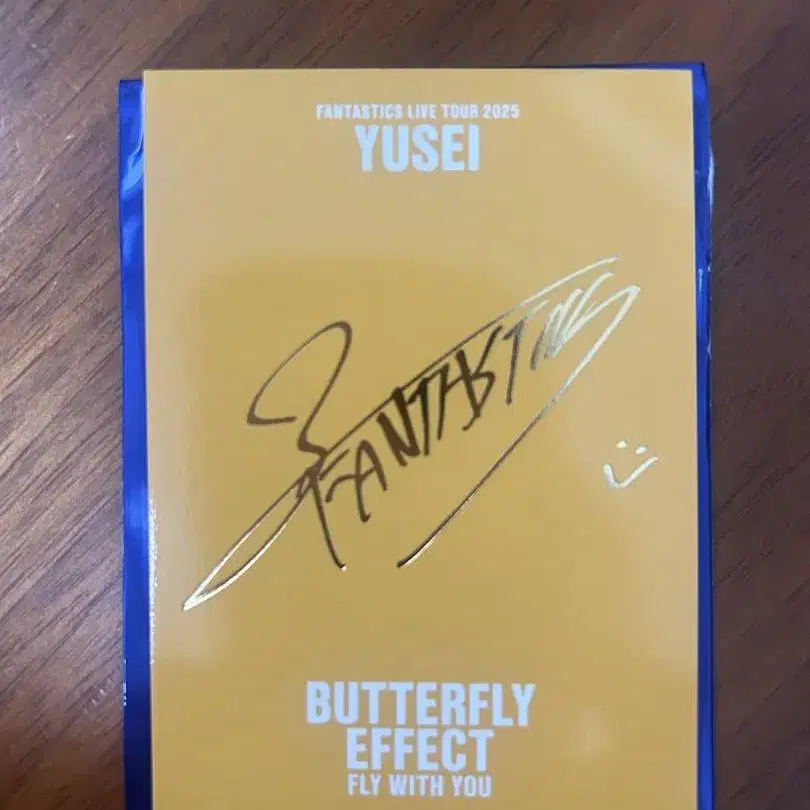 FANTASTICS LIVE TOUR 2025
YUSEI
FANTASTICS
BUTTERFLY
EFFECT
FLY WITH YOU